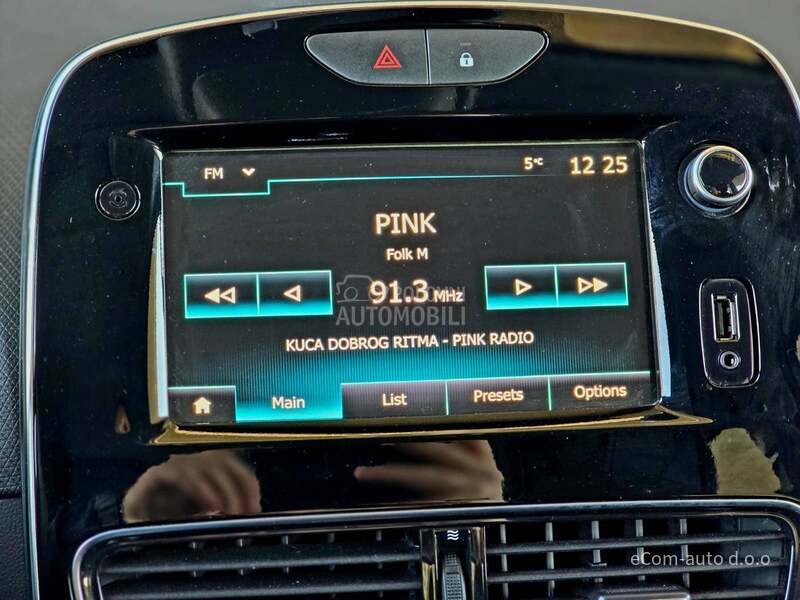 FM 5°C 12 25
PINK
Folk M
91.3 MHz
POLOVNI
AUTOMOBILI
KUCA DOBROG RITMA - PINK RADIO
Main List Presets Options
eCom-auto d.o.o